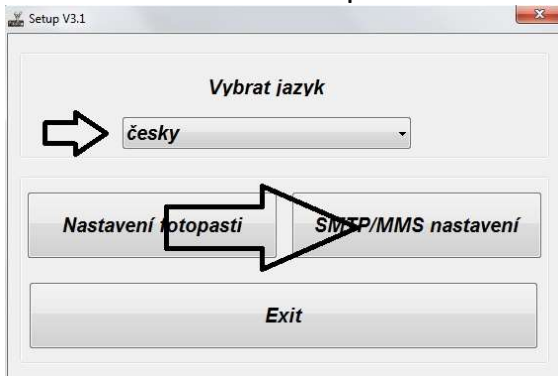 Setup V3.1
Vybrat jazyk
česky
Nastavení fotopasti
SMTP/MMS nastavení
Exit